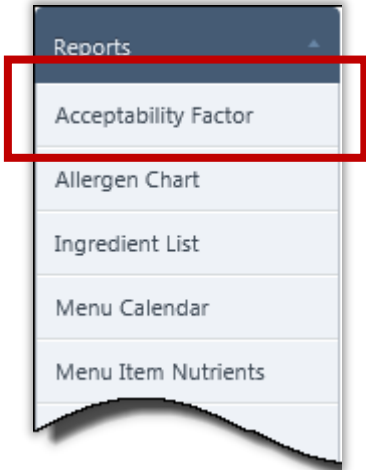 Reports
Acceptability Factor
Allergen Chart
Ingredient List
Menu Calendar
Menu Item Nutrients